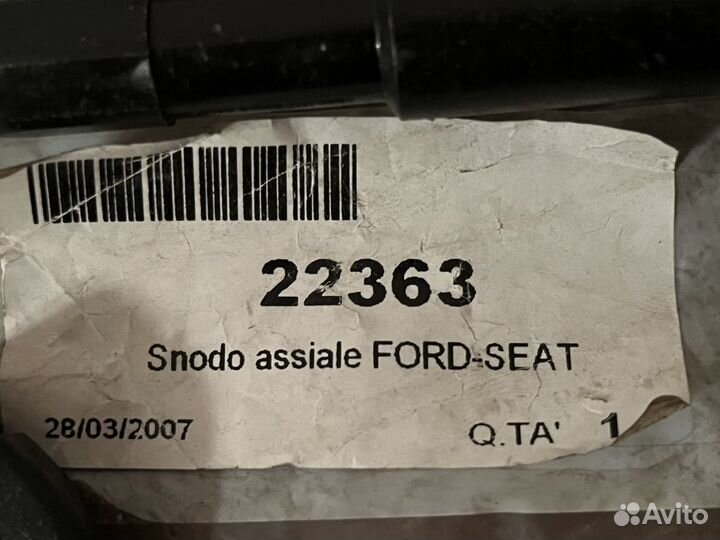 22363
Snodo assiale FORD-SEAT
28/03/2007 Q.TA' 1
Avito